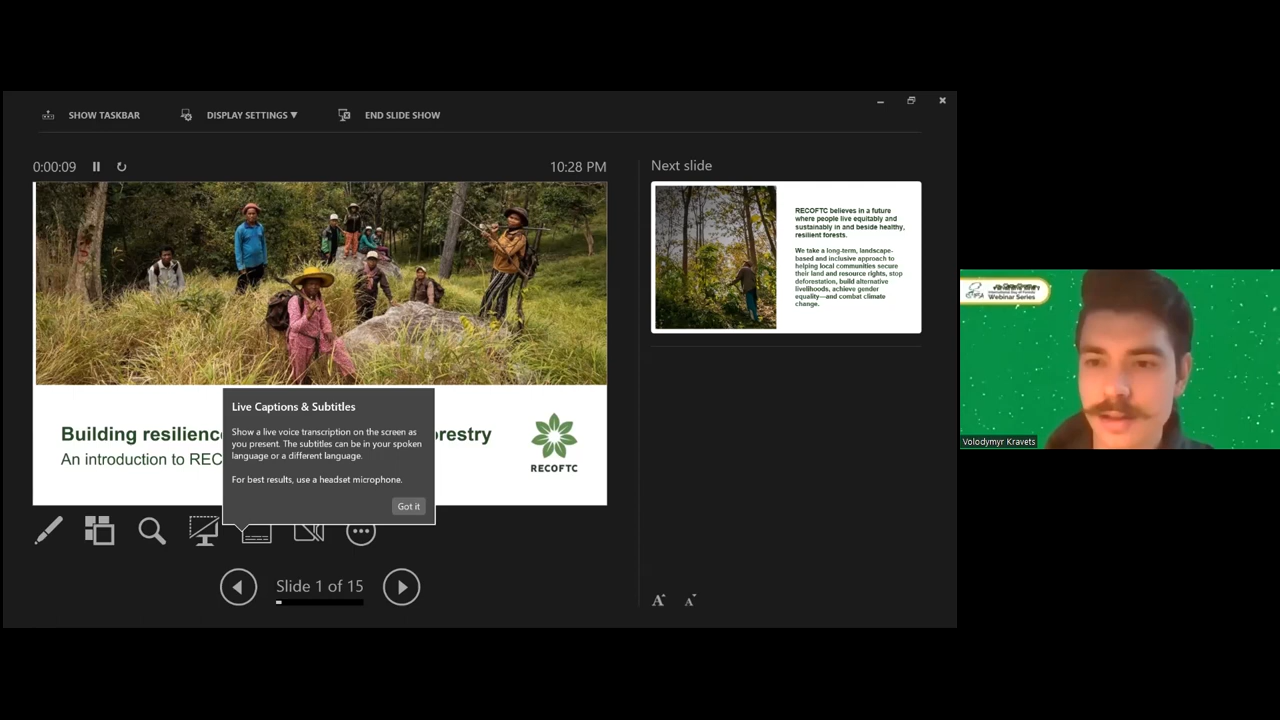 SHOW TASKBAR
DISPLAY SETTINGS ▼
END SLIDE SHOW
0:00:09
10:28 PM
Next slide
RECOFTC believes in a future
where people live equitably and
sustainably in and beside healthy,
resilient forests.
We take a long-term, landscape-
based and inclusive approach to
helping local communities secure
their land and resource rights, stop
deforestation, build alternative
livelihoods, achieve gender
equality—and combat climate
change.
Building resilienc
orestry
An introduction to REC
RECOFTC
Live Captions & Subtitles
Show a live voice transcription on the screen as
you present. The subtitles can be in your spoken
language or a different language.
For best results, use a headset microphone.
Got it
Slide 1 of 15
A
A
International Day of Forests
Webinar Series
Volodymyr Kravets